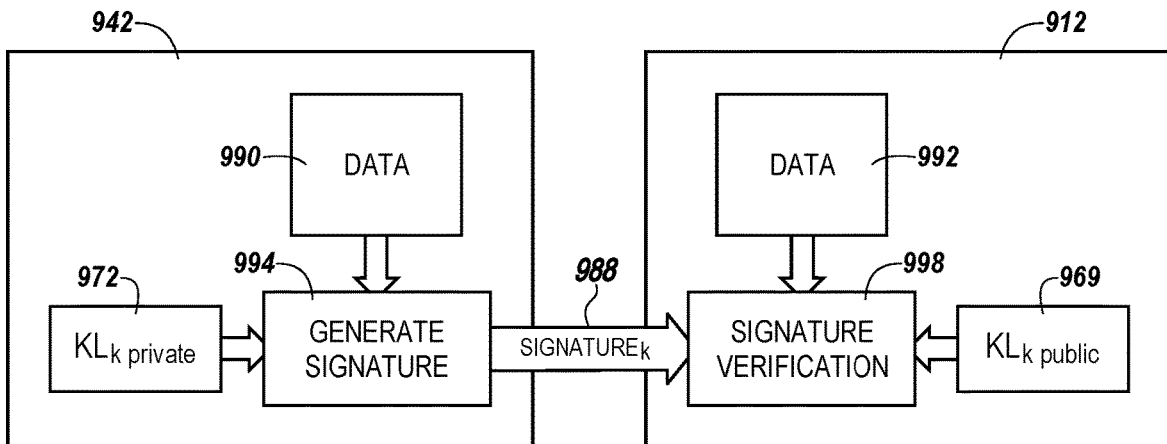 942
912
990
DATA
DATA
992
972
994
988
998
969
KLk private
GENERATE
SIGNATURE
SIGNATUREk
SIGNATURE
VERIFICATION
KLk public